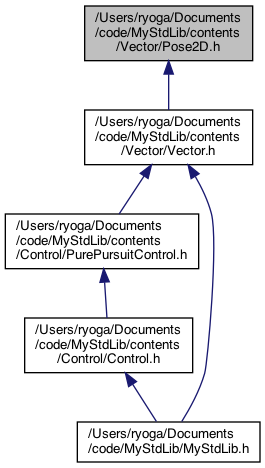 /Users/ryoga/Documents
/code/MyStdLib/contents
/Vector/Pose2D.h
/Users/ryoga/Documents
/code/MyStdLib/contents
/Vector/Vector.h
/Users/ryoga/Documents
/code/MyStdLib/contents
/Control/PurePursuitControl.h
/Users/ryoga/Documents
/code/MyStdLib/contents
/Control/Control.h
/Users/ryoga/Documents
/code/MyStdLib/MyStdLib.h